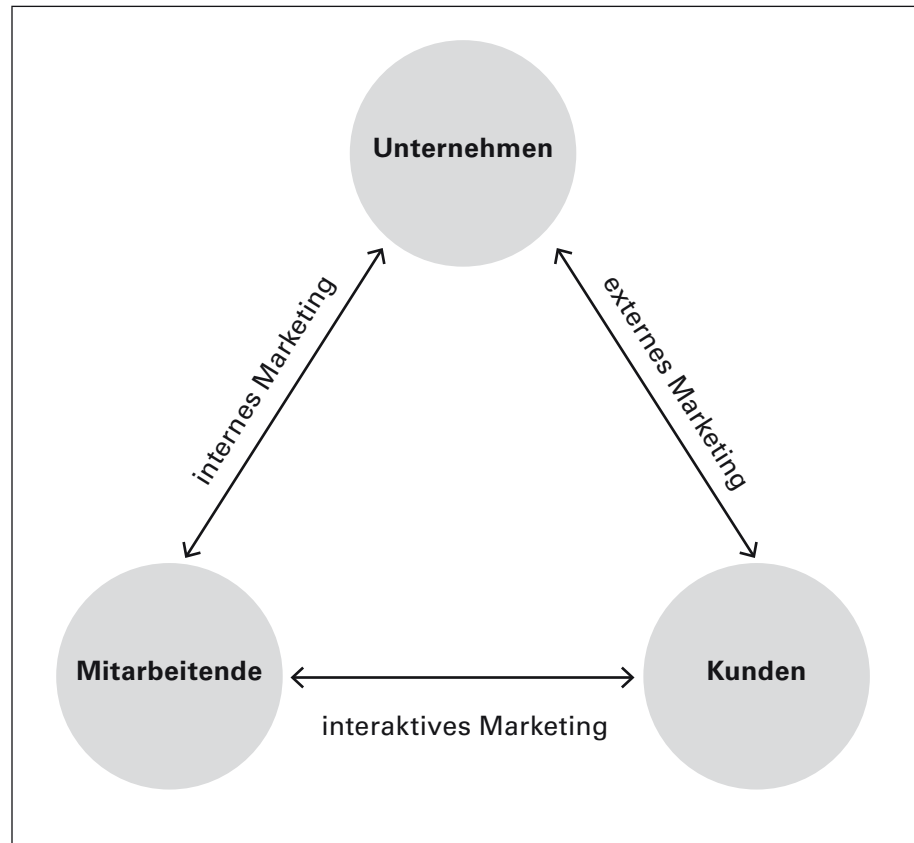 Unternehmen
internes Marketing
externes Marketing
Mitarbeitende
Kunden
interaktives Marketing